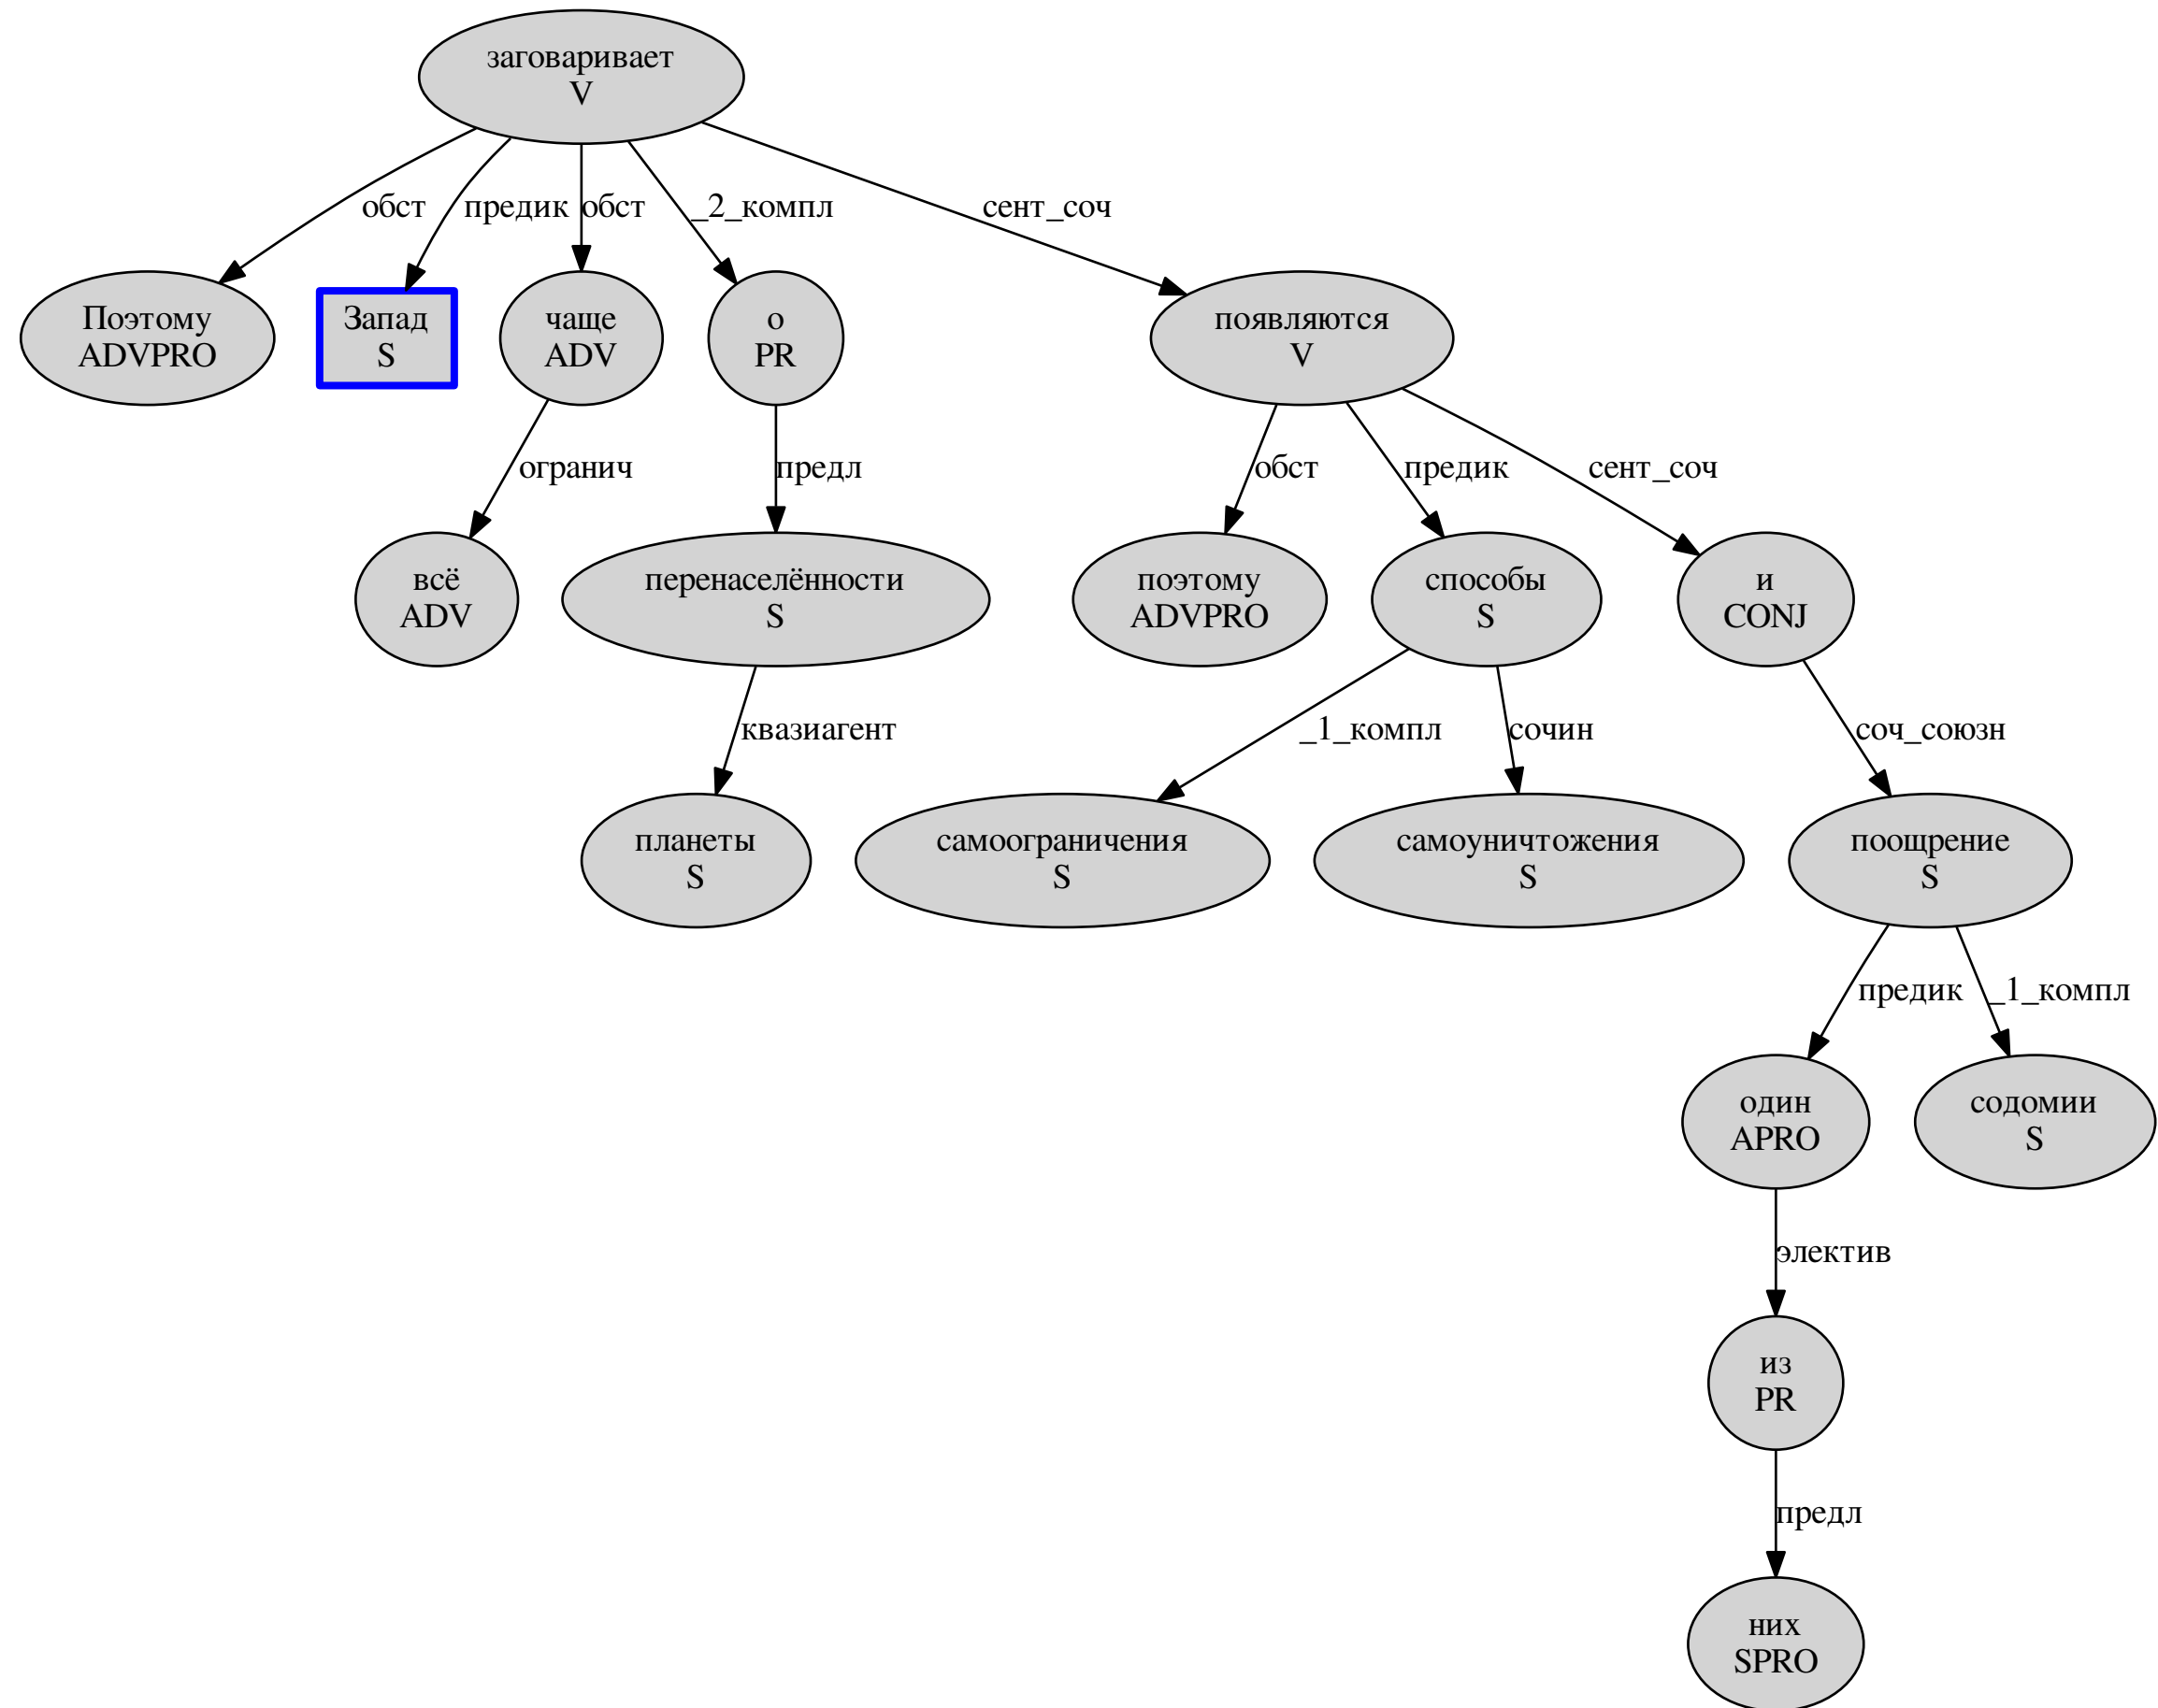 заговаривает
V
обст
предик
обст
_2_компл
сент_соч
Поэтому
ADVPRO
Запад
S
чаще
ADV
о
PR
появляются
V
огранич
предл
обст
предик
сент_соч
всё
ADV
перенаселённости
S
поэтому
ADVPRO
способы
S
и
CONJ
квазиагент
_1_компл
сочин
соч_союзн
планеты
S
самоограничения
S
самоуничтожения
S
поощрение
S
предик
_1_компл
один
APRO
содомии
S
электив
из
PR
предл
них
SPRO